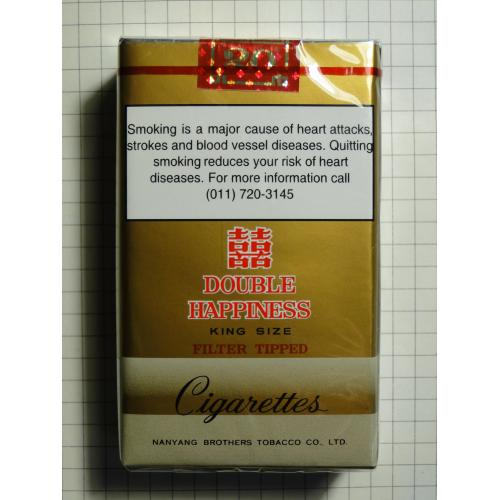 20
Smoking is a major cause of heart attacks,
strokes and blood vessel diseases. Quitting
smoking reduces your risk of heart
diseases. For more information call
(011) 720-3145
囍
DOUBLE
HAPPINESS
KING SIZE
FILTER TIPPED
Cigarettes
NANYANG BROTHERS TOBACCO CO., LTD.